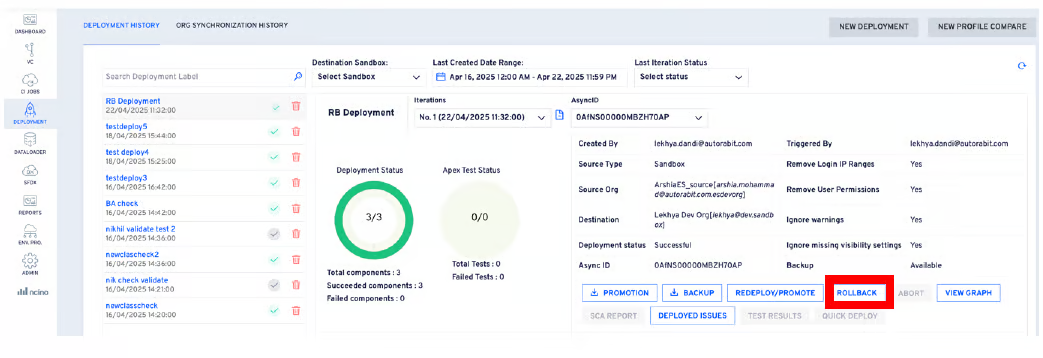 DASHBOARD
VC
CI JOBS
DEPLOYMENT
DATALOADER
SFDX
REPORTS
ENV. PRO.
ADMIN
ncino
DEPLOYMENT HISTORY ORG SYNCHRONIZATION HISTORY
NEW DEPLOYMENT NEW PROFILE COMPARE
Destination Sandbox: Last Created Date Range: Last Iteration Status
Search Deployment Label Select Sandbox Apr 16, 2025 12:00 AM - Apr 22, 2025 11:59 PM Select status
RB Deployment
22/04/2025 11:32:00
testdeploy5
18/04/2025 15:44:00
test deploy4
18/04/2025 15:25:00
testdeploy3
16/04/2025 16:42:00
BA check
16/04/2025 14:42:00
nikhil validate test 2
16/04/2025 14:36:00
newclascheck2
16/04/2025 14:36:00
nik check validate
16/04/2025 14:21:00
newclasscheck
16/04/2025 14:20:00
RB Deployment
Iterations
No. 1 (22/04/2025 11:32:00)
AsyncID
0AfNS00000MBZH70AP
Deployment Status Apex Test Status
3/3 0/0
Total components : 3
Succeeded components : 3
Failed components : 0
Total Tests : 0
Failed Tests : 0
Created By lekhya.dandi@autorabit.com Triggered By lekhya.dandi@autorabit.com
Source Type Sandbox Remove Login IP Ranges Yes
Source Org ArshiaES_source[arshia.mohamma
d@autorabit.com.esdevorg] Remove User Permissions Yes
Destination Lekhya Dev Org[lekhya@dev.sandb
ox] Ignore warnings Yes
Deployment status Successful Ignore missing visibility settings Yes
Async ID 0AfNS00000MBZH70AP Backup Available
PROMOTION BACKUP REDEPLOY/PROMOTE ROLLBACK ABORT VIEW GRAPH
SCA REPORT DEPLOYED ISSUES TEST RESULTS QUICK DEPLOY